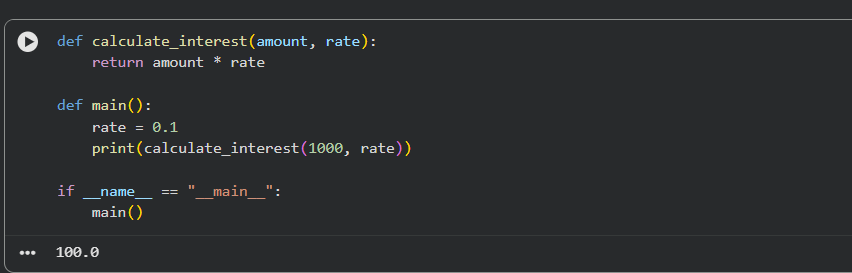 def calculate_interest(amount, rate):
    return amount * rate

def main():
    rate = 0.1
    print(calculate_interest(1000, rate))

if __name__ == "__main__":
    main()
100.0